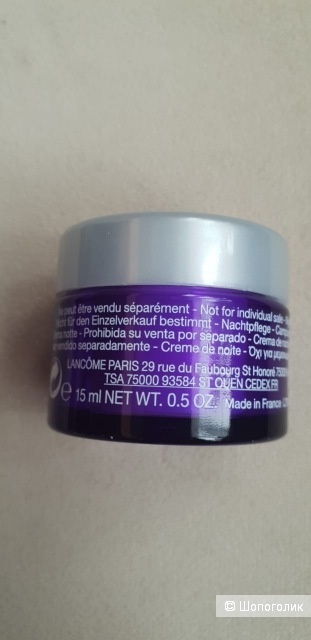 peut être vendu séparément - Not for individual sale -
Nicht für den Einzelverkauf bestimmt - Nachtpflege -
notte - Prohibida su venta por separado - Crema de
vendido separadamente - Creme de noite - Όχι για
LANCÔME PARIS 29 rue du Faubourg St Honoré
TSA 75000 93584 ST OUEN CEDEX FR
e 15 ml NET WT. 0.5 OZ. Made in France
© Шопоголик